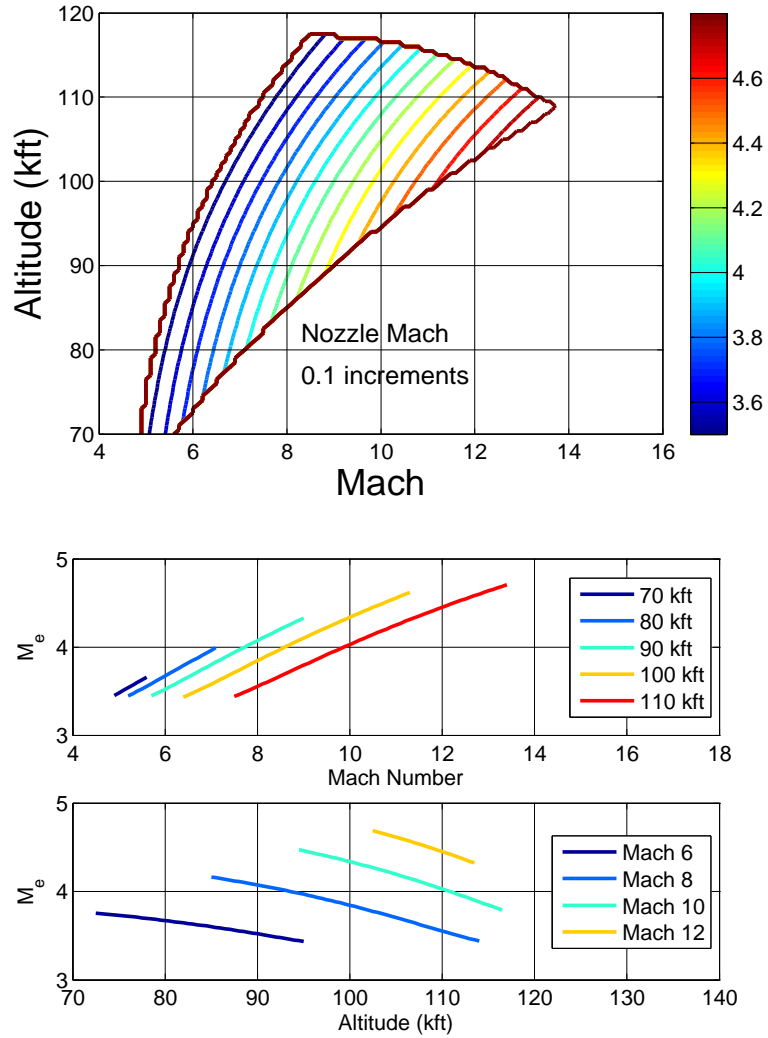 120
110
100
90
80
70
Altitude (kft)
4
6
8
10
12
14
16
Mach
Nozzle Mach
0.1 increments
4.6
4.4
4.2
4
3.8
3.6
5
4
3
M_e
4
6
8
10
12
14
16
18
Mach Number
70 kft
80 kft
90 kft
100 kft
110 kft
5
4
3
M_e
70
80
90
100
110
120
130
140
Altitude (kft)
Mach 6
Mach 8
Mach 10
Mach 12